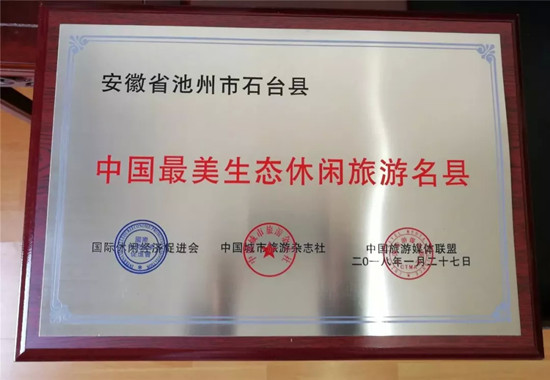 安徽省池州市石台县
中国最美生态休闲旅游名县
国际休闲经济促进会 中国城市旅游杂志社 中国旅游媒体联盟
二〇一八年一月二十七日